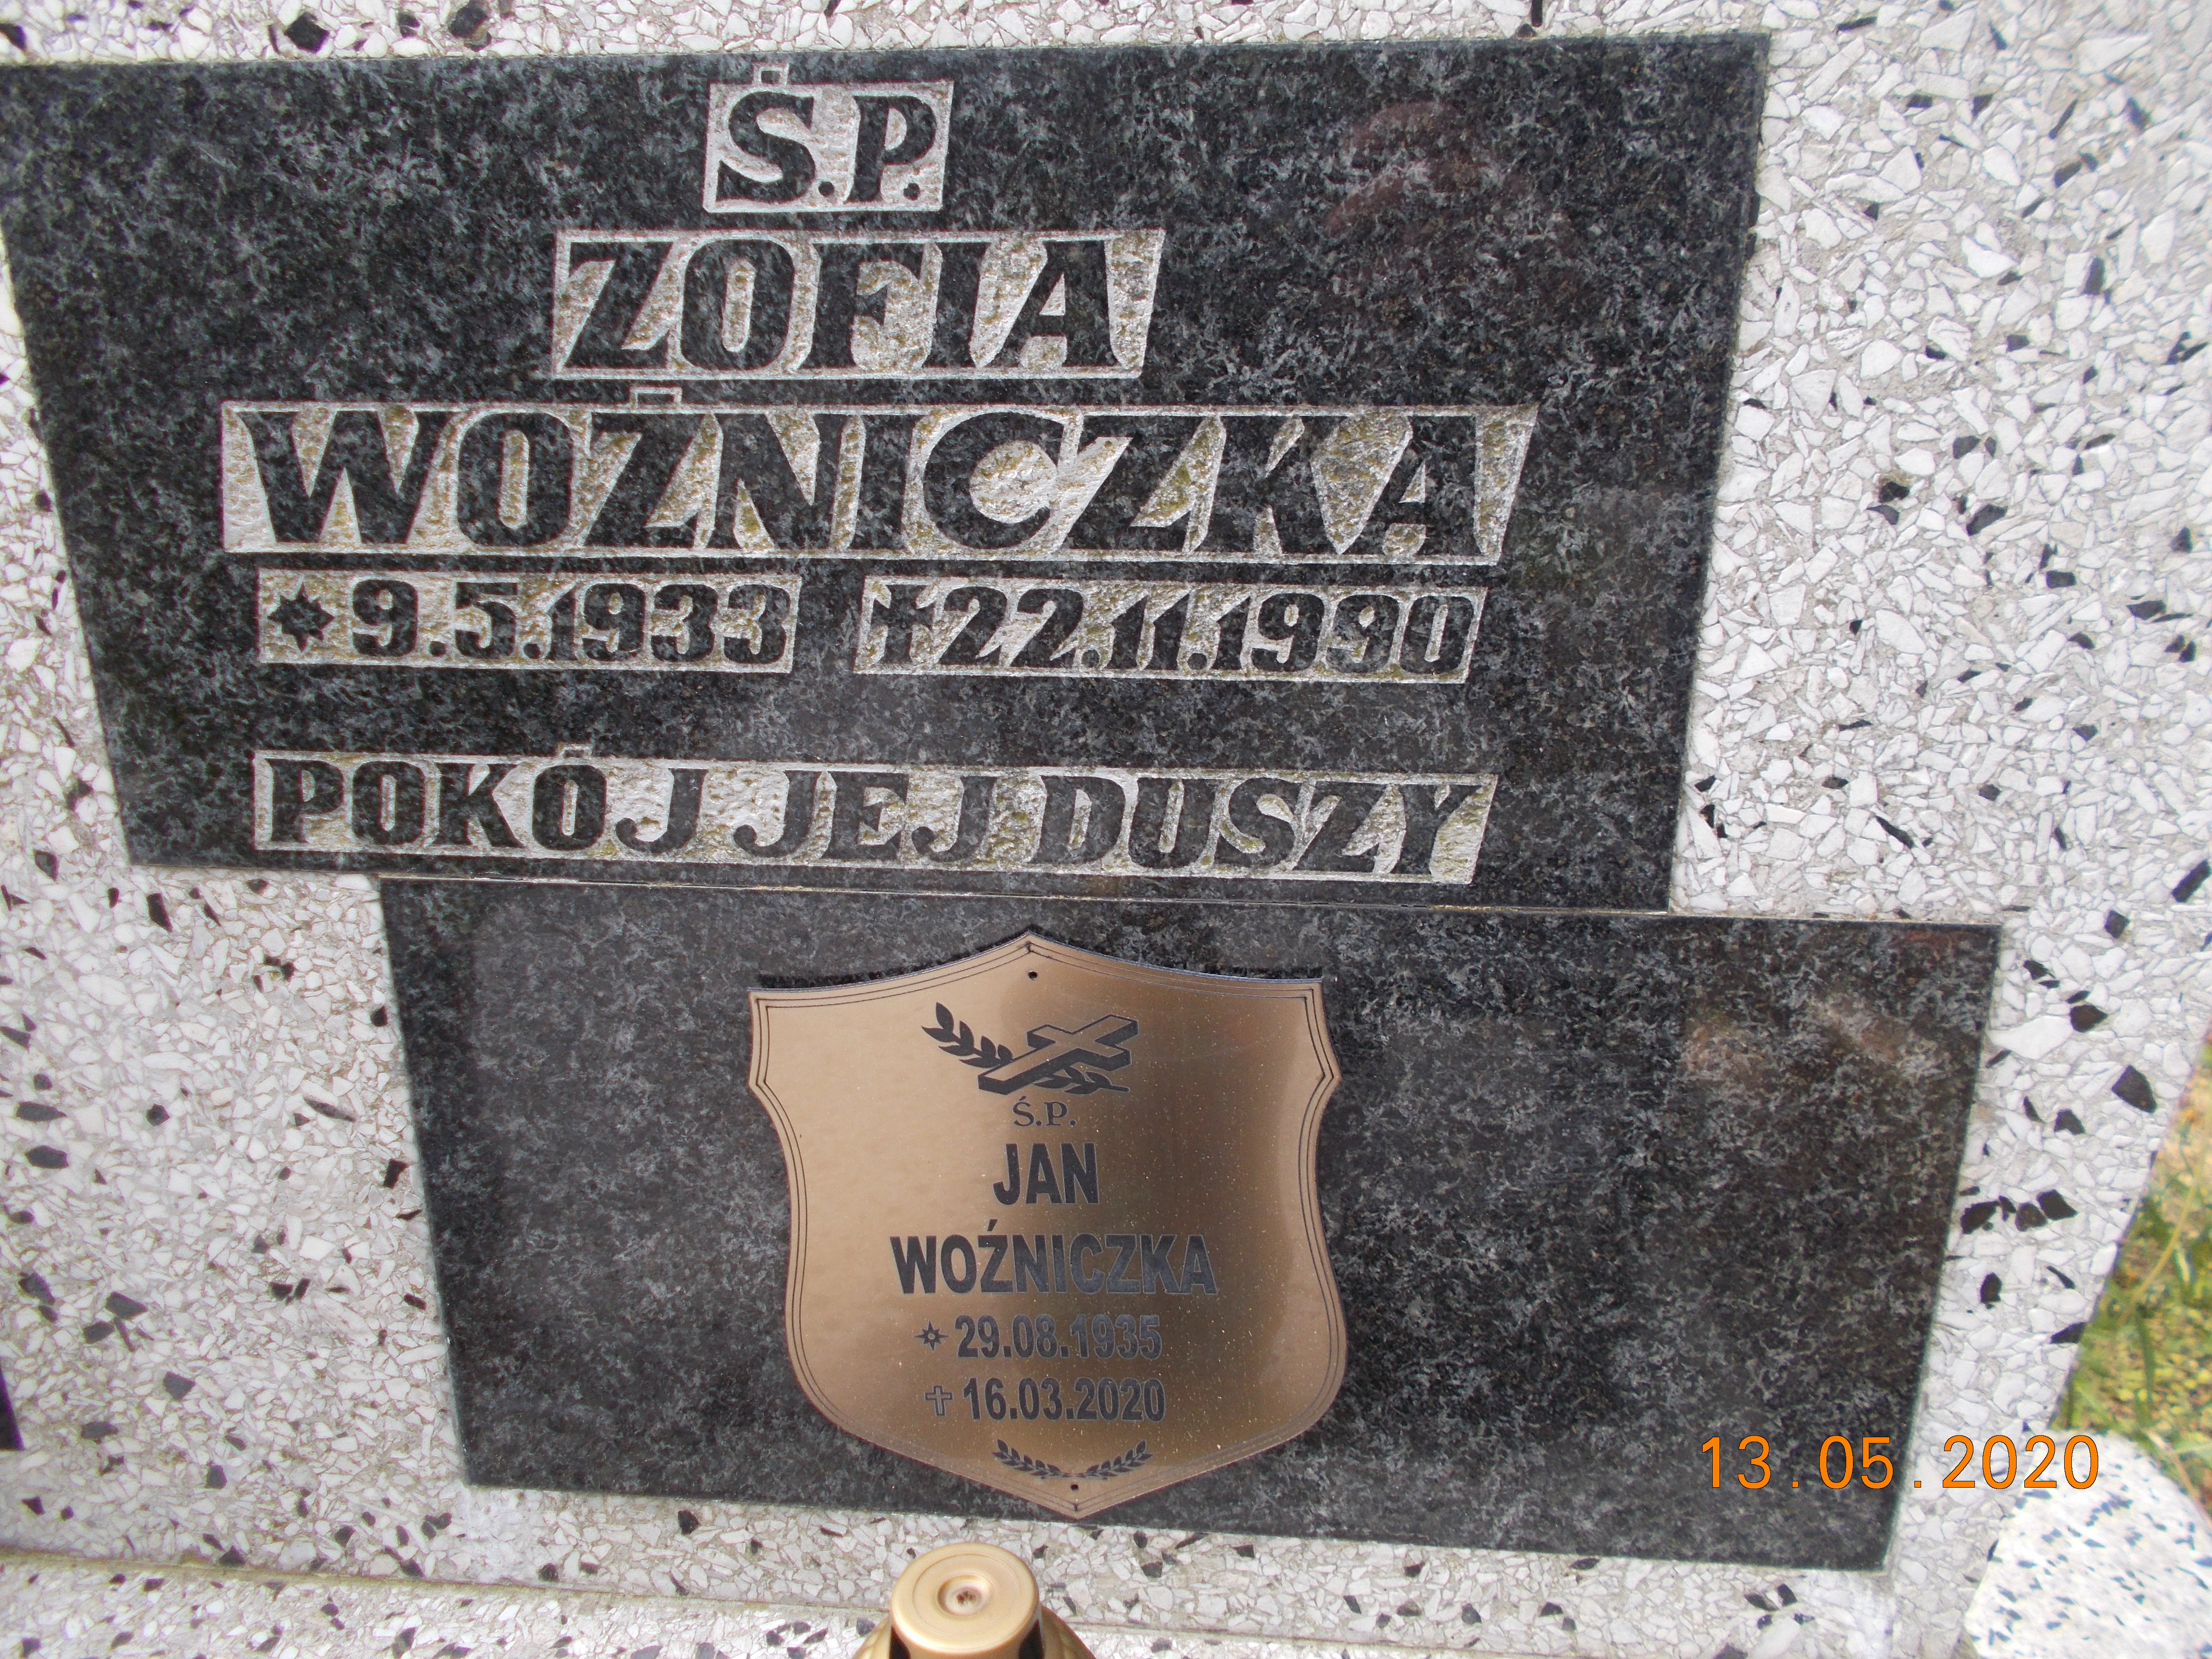 Ś.P.
ZOFIA
WOŹNICZKA
9.5.1933 †22.11.1990
POKÓJ JEJ DUSZY
Ś.P.
JAN
WOŹNICZKA
29.08.1935
16.03.2020
13.05.2020